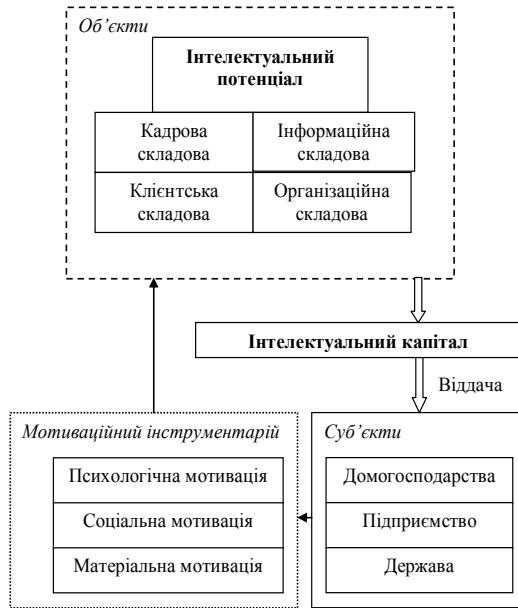 Об’єкти
Інтелектуальний
потенціал
Кадрова
складова
Інформаційна
складова
Клієнтська
складова
Організаційна
складова
Інтелектуальний капітал
Віддача
Мотиваційний інструментарій
Психологічна мотивація
Соціальна мотивація
Матеріальна мотивація
Суб’єкти
Домогосподарства
Підприємство
Держава